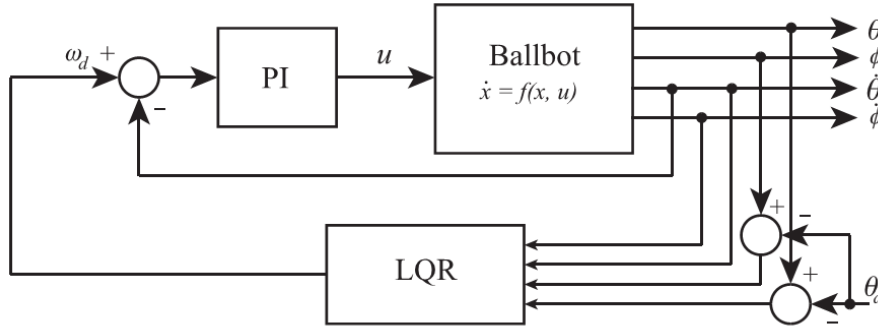 θ
ω_d + PI u Ballbot ϕ
ẋ = f(x, u) θ̇
− ϕ̇
+ −
LQR + θ_d
−